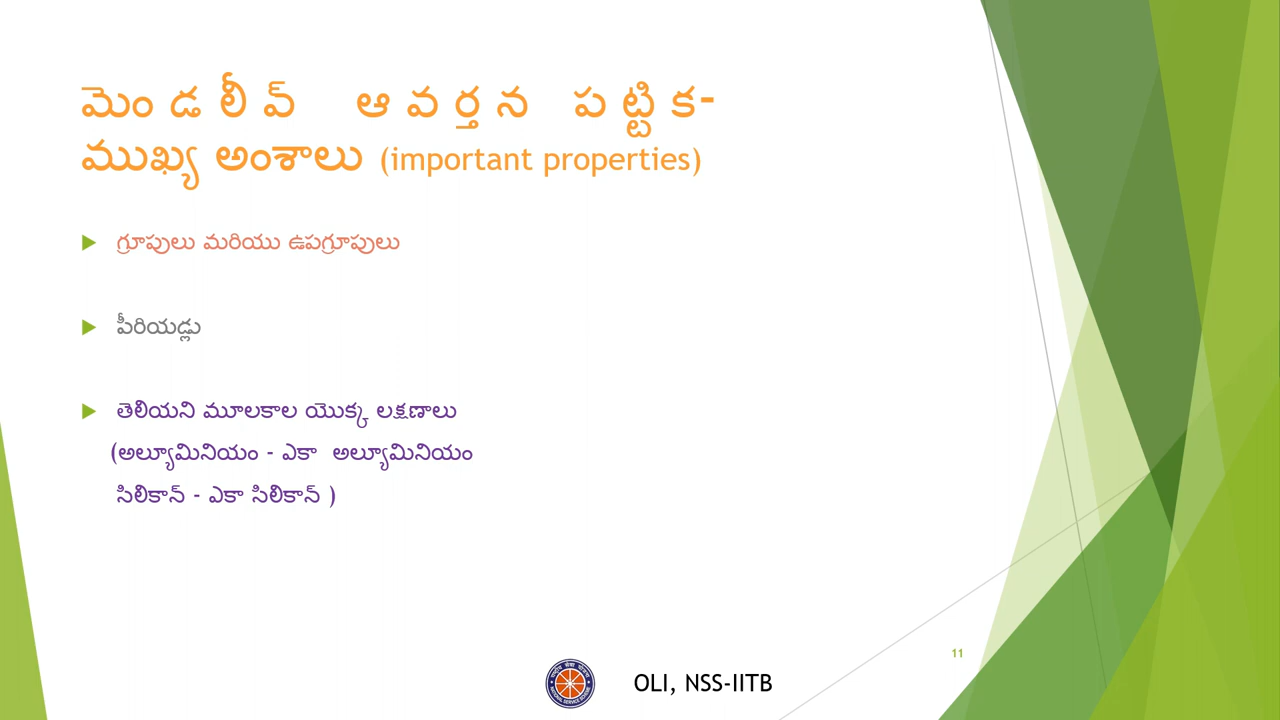 మెండలీవ్ ఆవర్తన పట్టిక-
ముఖ్య అంశాలు (important properties)
గ్రూపులు మరియు ఉపగ్రూపులు
పీరియడ్లు
తెలియని మూలకాల యొక్క లక్షణాలు
(అల్యూమినియం - ఎకా అల్యూమినియం
సిలికాన్ - ఎకా సిలికాన్ )
11
OLI, NSS-IITB